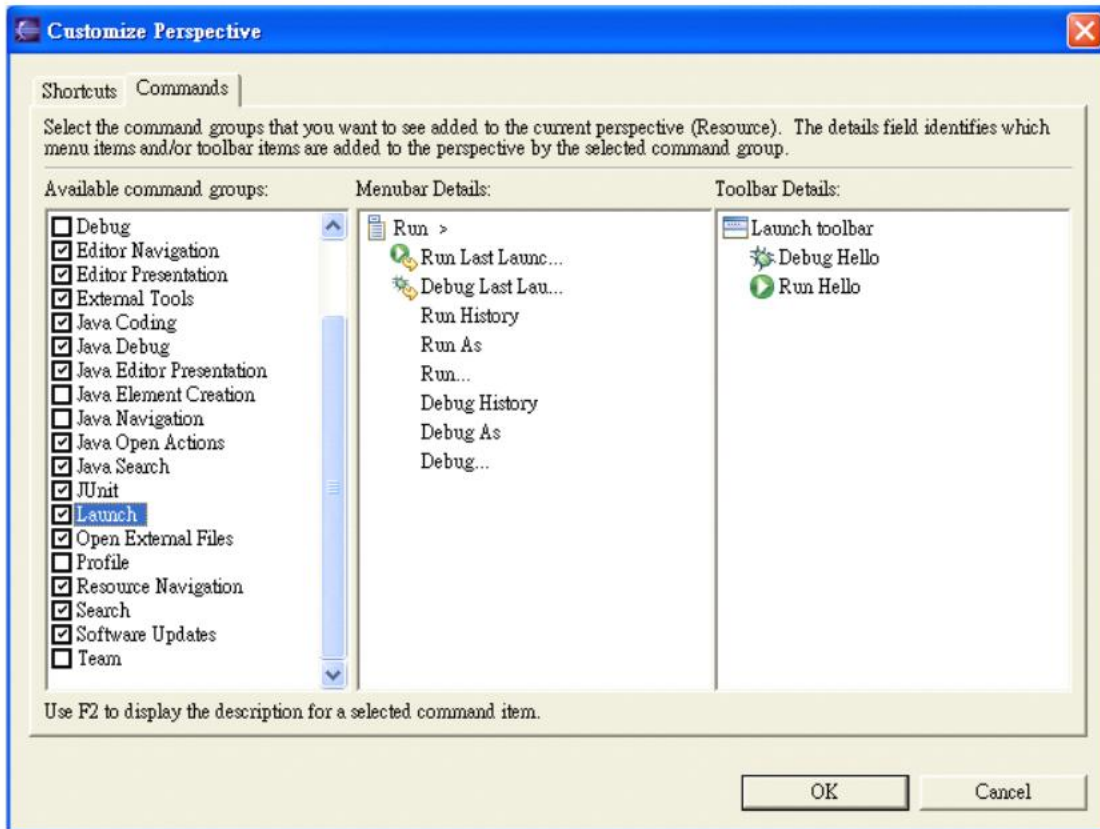 Customize Perspective
Shortcuts Commands
Select the command groups that you want to see added to the current perspective (Resource). The details field identifies which
menu items and/or toolbar items are added to the perspective by the selected command group.
Available command groups:
Debug
Editor Navigation
Editor Presentation
External Tools
Java Coding
Java Debug
Java Editor Presentation
Java Element Creation
Java Navigation
Java Open Actions
Java Search
JUnit
Launch
Open External Files
Profile
Resource Navigation
Search
Software Updates
Team
Menubar Details:
Run >
Run Last Launc...
Debug Last Lau...
Run History
Run As
Run...
Debug History
Debug As
Debug...
Toolbar Details:
Launch toolbar
Debug Hello
Run Hello
Use F2 to display the description for a selected command item.
OK Cancel